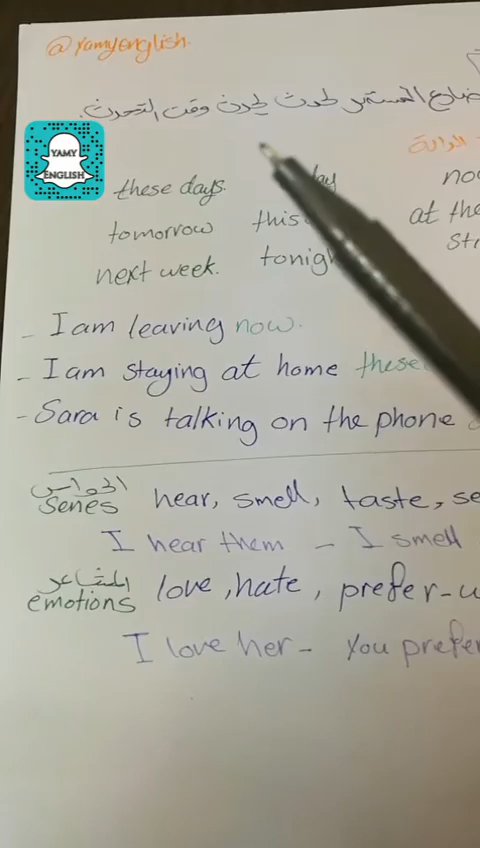 @yamyenglish.
المستمر لحدث يحدث وقت التحدث.
YAMY
ENGLISH
these days.
tomorrow this
at the
next week. tonigh
- I am leaving now.
- I am staying at home these
- Sara is talking on the phone
الحواس
Senes hear, smell, taste, se
I hear them - I smell
المشاعر
emotions love, hate, prefer-
I love her- You prefer